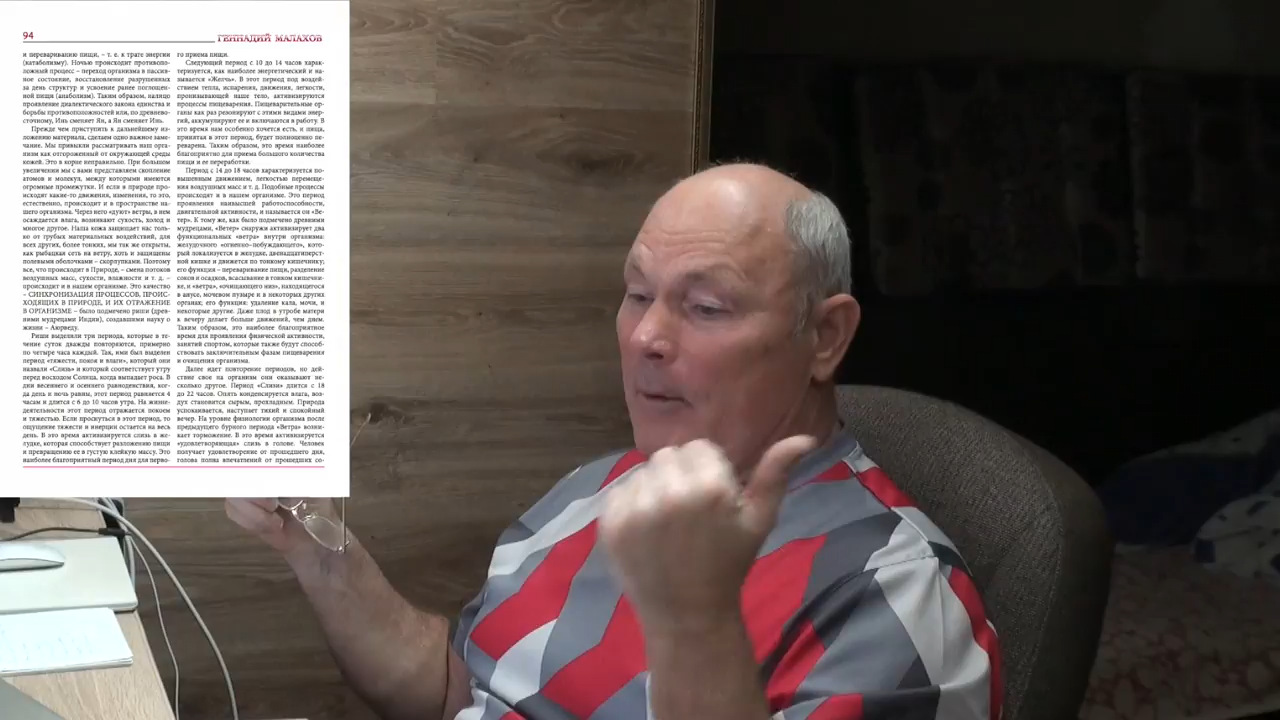 94
ГЕННАДИЙ МАЛАХОВ
и перевариванию пищи, – т. е. к трате энергии
(катаболизму). Ночью происходит противопо-
ложный процесс – переход организма в пассив-
ное состояние, восстановление разрушенных
за день структур и усвоение ранее поглощен-
ной пищи (анаболизм). Таким образом, налицо
проявление диалектического закона единства и
борьбы противоположностей или, по древнево-
сточному, Инь сменяет Ян, а Ян сменяет Инь.
Прежде чем приступить к дальнейшему из-
ложению материала, сделаем одно важное заме-
чание. Мы привыкли рассматривать наш орга-
низм как отгороженный от окружающей среды
кожей. Это в корне неправильно. При большом
увеличении мы с вами представляем скопление
атомов и молекул, между которыми имеются
огромные промежутки. И если в природе про-
исходят какие-то движения, изменения, то это,
естественно, происходит и в пространстве на-
шего организма. Через него «дуют» ветры, в нем
осаждается влага, возникают сухость, холод и
многое другое. Наша кожа защищает нас толь-
ко от грубых материальных воздействий, для
всех других, более тонких, мы так же открыты,
как рыбацкая сеть на ветру, хоть и защищены
полевыми оболочками – скорлупками. Поэтому
все, что происходит в Природе, – смена потоков
воздушных масс, сухости, влажности и т. д. –
происходит и в нашем организме. Это качество
– СИНХРОНИЗАЦИЯ ПРОЦЕССОВ, ПРОИС-
ХОДЯЩИХ В ПРИРОДЕ, И ИХ ОТРАЖЕНИЕ
В ОРГАНИЗМЕ – было подмечено риши (древ-
ними мудрецами Индии), создавшими науку о
жизни – Аюрведу.
Риши выделяли три периода, которые в те-
чение суток дважды повторяются, примерно
по четыре часа каждый. Так, ими был выделен
период «тяжести, покоя и влаги», который они
назвали «Слизь» и который соответствует утру
перед восходом Солнца, когда выпадает роса. В
дни весеннего и осеннего равноденствия, ког-
да день и ночь равны, этот период равняется 4
часам и длится с 6 до 10 часов утра. На жизне-
деятельности этот период отражается покоем
и тяжестью. Если проснуться в этот период, то
ощущение тяжести и инерции остается на весь
день. В это время активизируется слизь в же-
лудке, которая способствует разложению пищи
и превращению ее в густую клейкую массу. Это
наиболее благоприятный период дня для перво-
го приема пищи.
Следующий период с 10 до 14 часов харак-
теризуется, как наиболее энергетический и на-
зывается «Желчь». В этот период под воздей-
ствием тепла, испарения, движения, легкости,
пронизывающей наше тело, активизируются
процессы пищеварения. Пищеварительные ор-
ганы как раз резонируют с этими видами энер-
гий, аккумулируют ее и включаются в работу. В
это время нам особенно хочется есть, и пища,
принятая в этот период, будет полноценно пе-
реварена. Таким образом, это время наиболее
благоприятно для приема большого количества
пищи и ее переработки.
Период с 14 до 18 часов характеризуется по-
вышенным движением, легкостью перемеще-
ния воздушных масс и т. д. Подобные процессы
происходят и в нашем организме. Это период
проявления наивысшей работоспособности,
двигательной активности, и называется он «Ве-
тер». К тому же, как было подмечено древними
мудрецами, «Ветер» снаружи активизирует два
функциональных «ветра» внутри организма:
желудочного «огненно-побуждающего», кото-
рый локализуется в желудке, двенадцатиперст-
ной кишке и движется по тонкому кишечнику;
его функция – переваривание пищи, разделение
соков и осадков, всасывание в тонком кишечни-
ке, и «ветра», «очищающего низ», находящегося
в анусе, мочевом пузыре и в некоторых других
органах; его функция: удаление кала, мочи, и
некоторые другие. Даже плод в утробе матери
к вечеру делает больше движений, чем днем.
Таким образом, это наиболее благоприятное
время для проявления физической активности,
занятий спортом, которые также будут способ-
ствовать заключительным фазам пищеварения
и очищения организма.
Далее идет повторение периодов, но дей-
ствие свое на организм они оказывают не-
сколько другое. Период «Слизи» длится с 18
до 22 часов. Опять конденсируется влага, воз-
дух становится сырым, прохладным. Природа
успокаивается, наступает тихий и спокойный
вечер. На уровне физиологии организма после
предыдущего бурного периода «Ветра» возни-
кает торможение. В это время активизируется
«удовлетворяющая» слизь в голове. Человек
получает удовлетворение от прошедшего дня,
голова полна впечатлений от прошедших со-